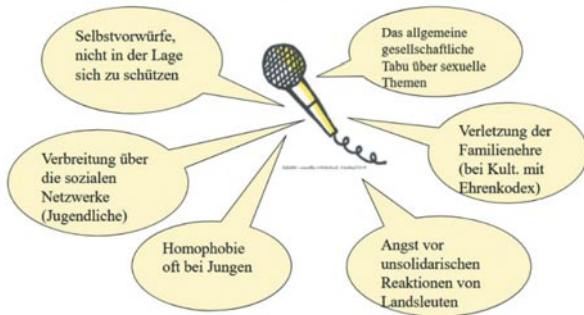 Selbstvorwürfe,
nicht in der Lage
sich zu schützen
Das allgemeine
gesellschaftliche
Tabu über sexuelle
Themen
Verbreitung über
die sozialen
Netzwerke
(Jugendliche)
Verletzung der
Familienehre
(bei Kult. mit
Ehrenkodex)
Homophobie
oft bei Jungen
Angst vor
unsolidarischen
Reaktionen von
Landsleuten